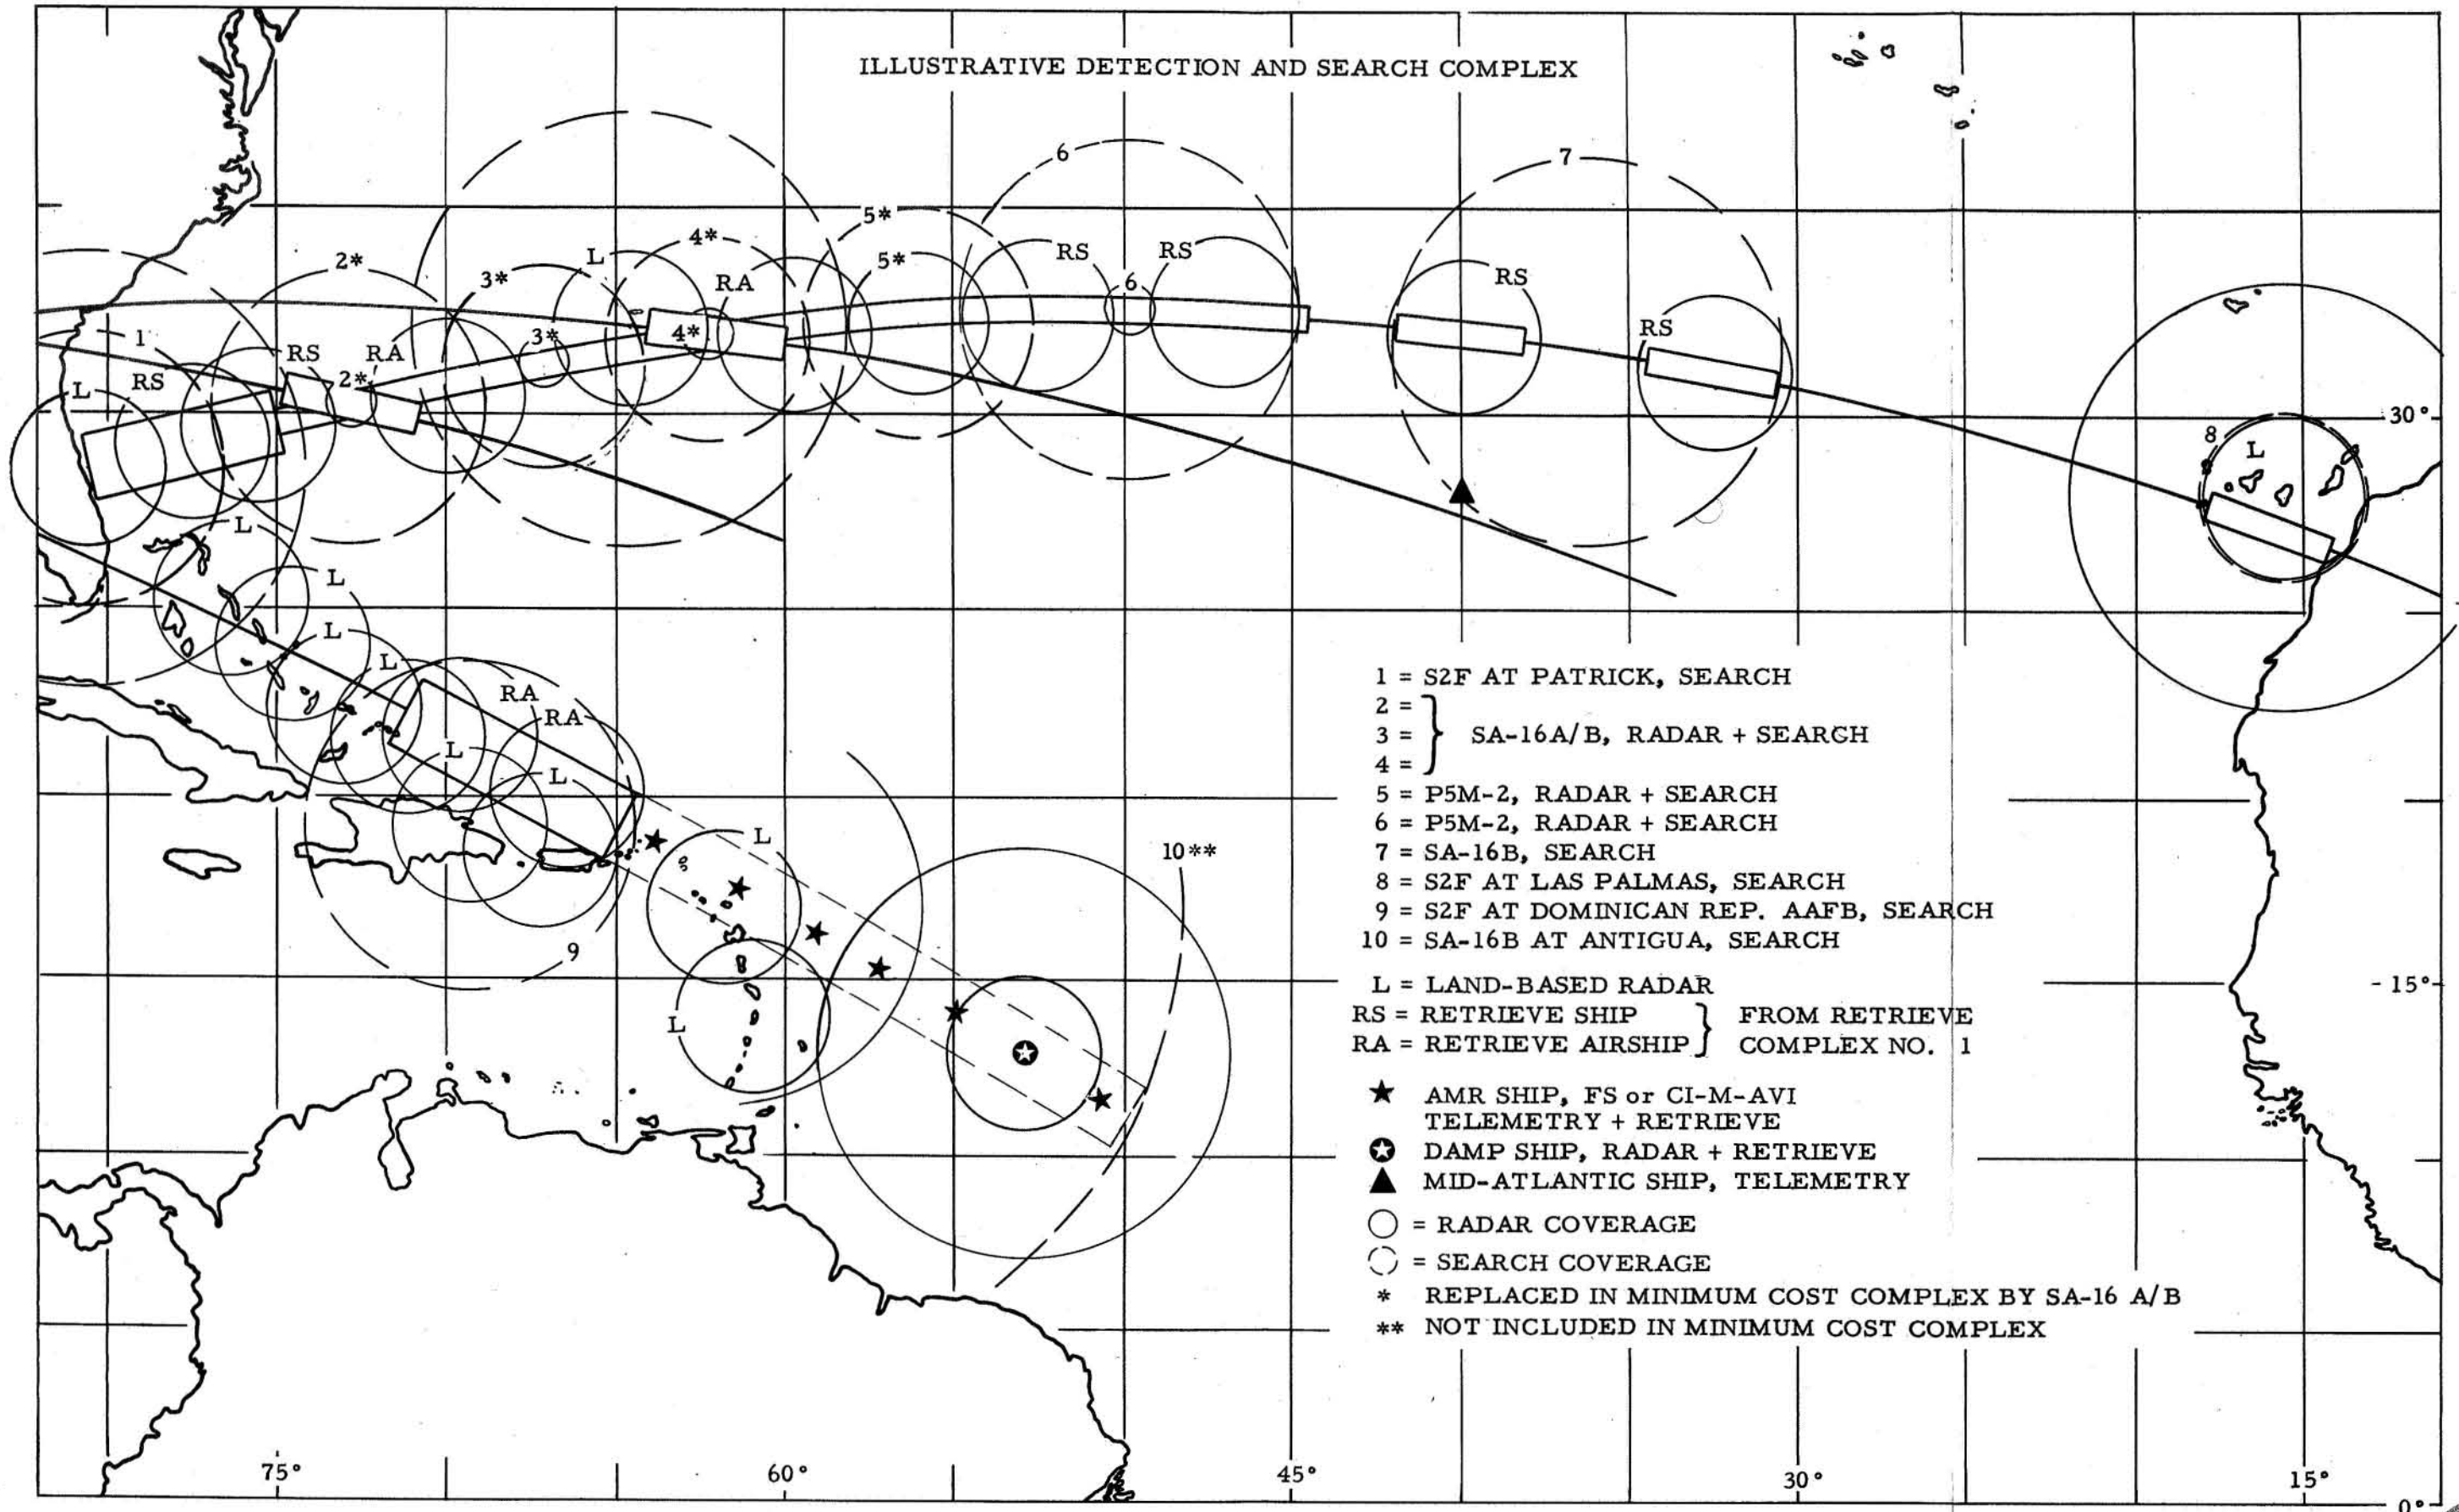 ILLUSTRATIVE DETECTION AND SEARCH COMPLEX
6
7
5*
4*
2*
3*
L
5*
RS
RS
RA
6
RS
1
3*
4*
RS
RS
RA
2*
RS
L
30°
8
L
L
L
L
L
RA
RA
L
L
L
10**
9
L
1 = S2F AT PATRICK, SEARCH
2 =
3 = SA-16A/B, RADAR + SEARCH
4 =
5 = P5M-2, RADAR + SEARCH
6 = P5M-2, RADAR + SEARCH
7 = SA-16B, SEARCH
8 = S2F AT LAS PALMAS, SEARCH
9 = S2F AT DOMINICAN REP. AAFB, SEARCH
10 = SA-16B AT ANTIGUA, SEARCH
L = LAND-BASED RADAR
15°
RS = RETRIEVE SHIP FROM RETRIEVE
RA = RETRIEVE AIRSHIP COMPLEX NO. 1
★ AMR SHIP, FS or CI-M-AVI
TELEMETRY + RETRIEVE
✪ DAMP SHIP, RADAR + RETRIEVE
▲ MID-ATLANTIC SHIP, TELEMETRY
= RADAR COVERAGE
= SEARCH COVERAGE
* REPLACED IN MINIMUM COST COMPLEX BY SA-16 A/B
** NOT INCLUDED IN MINIMUM COST COMPLEX
75° 60° 45° 30° 15°
0°